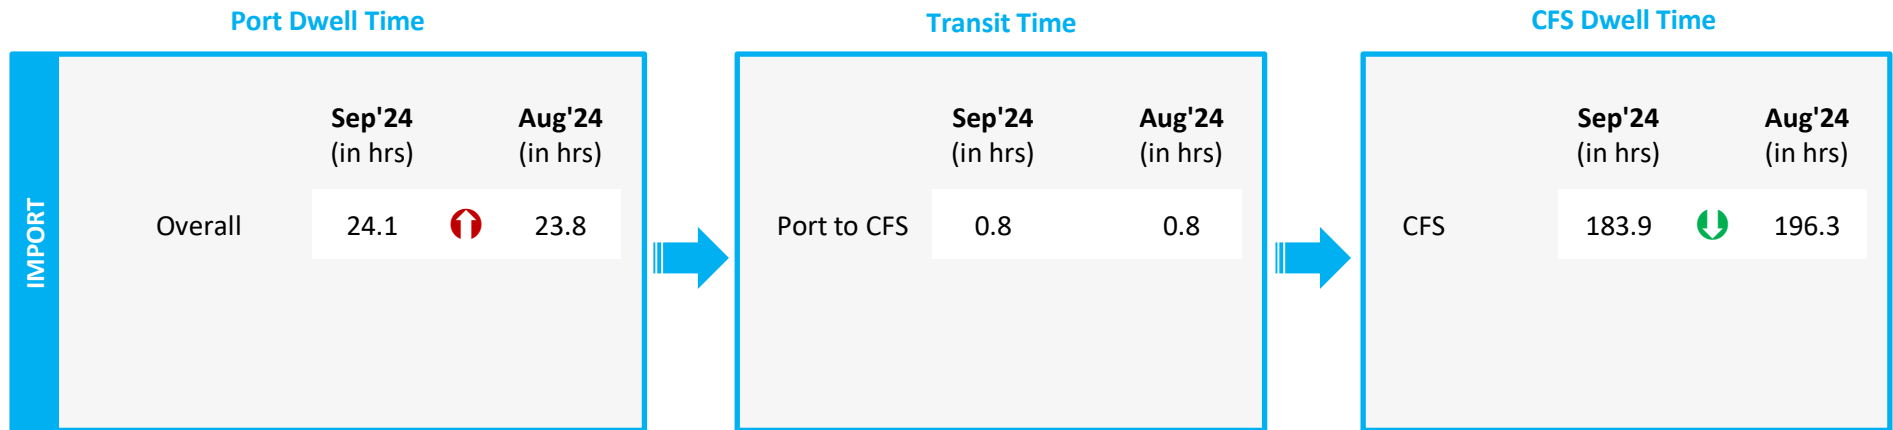 Port Dwell Time
Transit Time
CFS Dwell Time
IMPORT
Sep'24 Aug'24
(in hrs) (in hrs)
Overall 24.1 23.8
Sep'24 Aug'24
(in hrs) (in hrs)
Port to CFS 0.8 0.8
Sep'24 Aug'24
(in hrs) (in hrs)
CFS 183.9 196.3